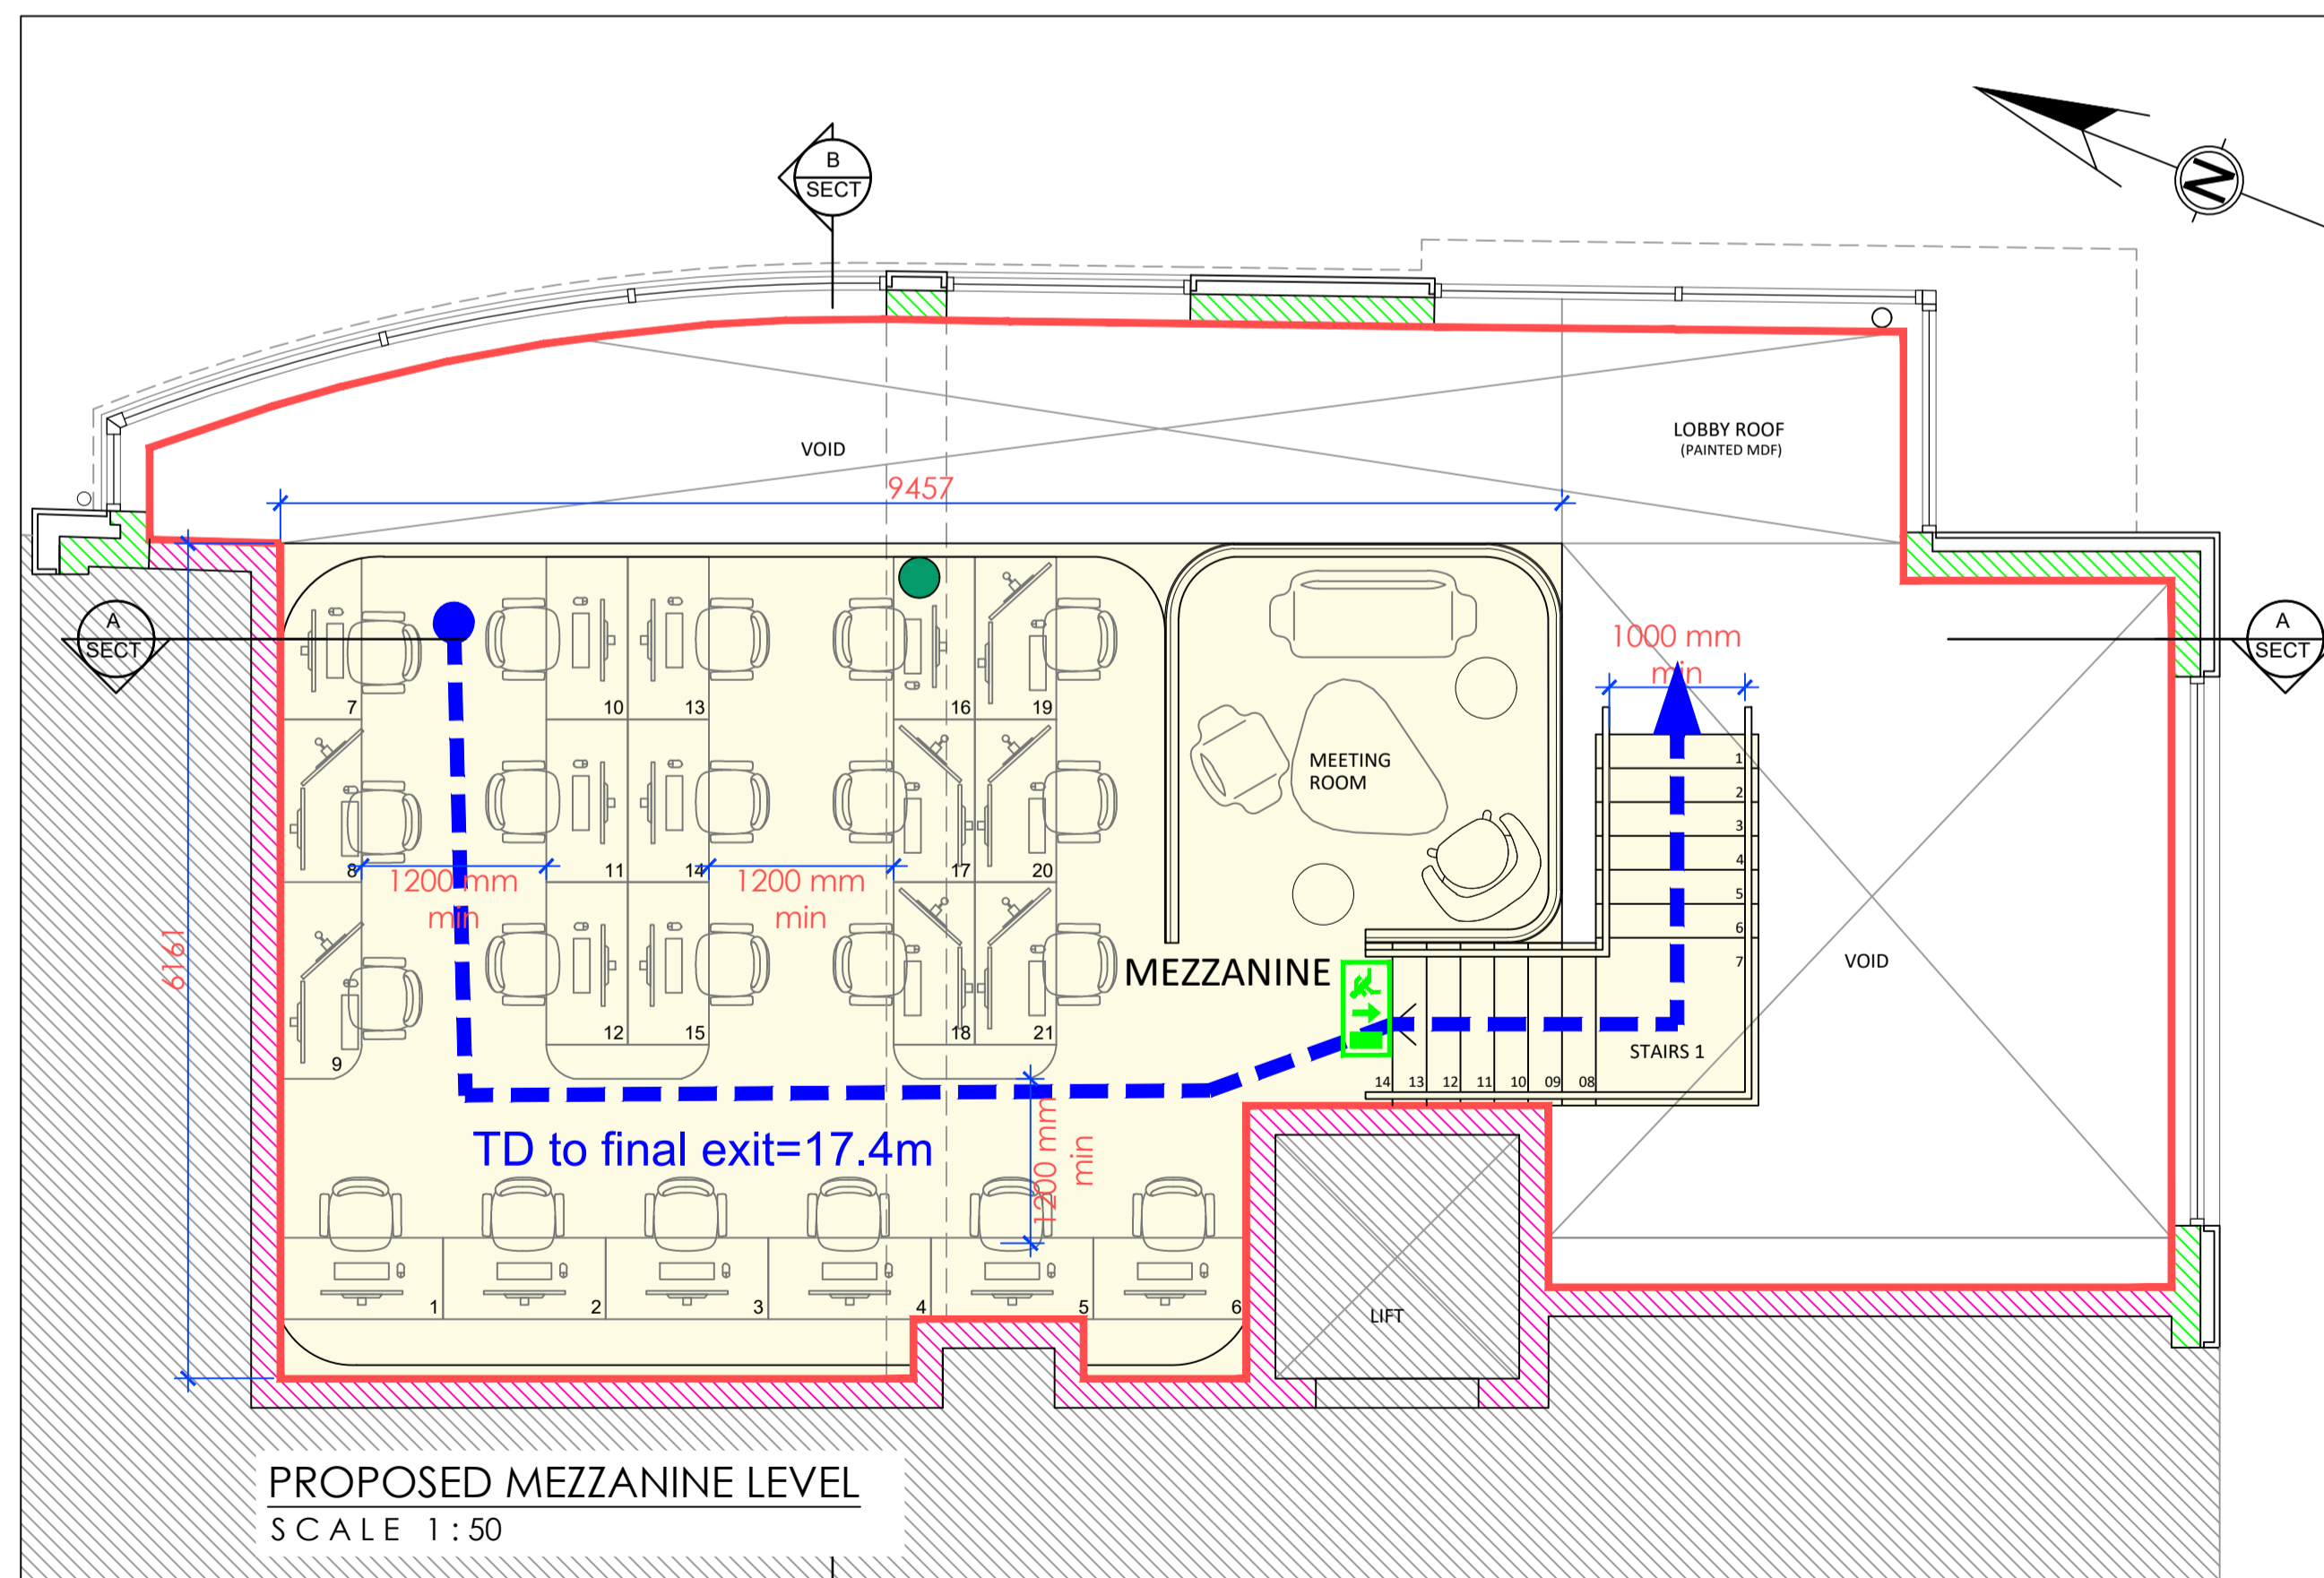 B
SECT
N
VOID
LOBBY ROOF
(PAINTED MDF)
9457
A
SECT
A
SECT
1000 mm
min
7
10
13
16
19
MEETING
ROOM
1
2
3
4
5
6
7
8
11
14
17
20
1200 mm
min
1200 mm
min
6161
VOID
MEZZANINE
9
12
15
18
21
STAIRS 1
14
13
12
11
10
09
08
TD to final exit=17.4m
1200 mm
min
1
2
3
4
5
6
LIFT
PROPOSED MEZZANINE LEVEL
SCALE 1:50